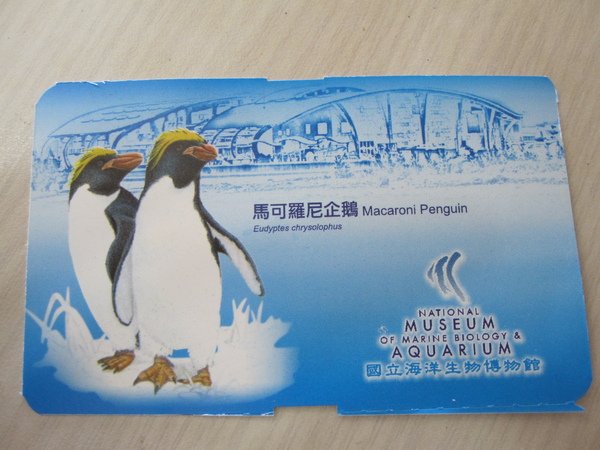 馬可羅尼企鵝 Macaroni Penguin
Eudyptes chrysolophus
NATIONAL
MUSEUM
OF MARINE BIOLOGY &
AQUARIUM
國立海洋生物博物館